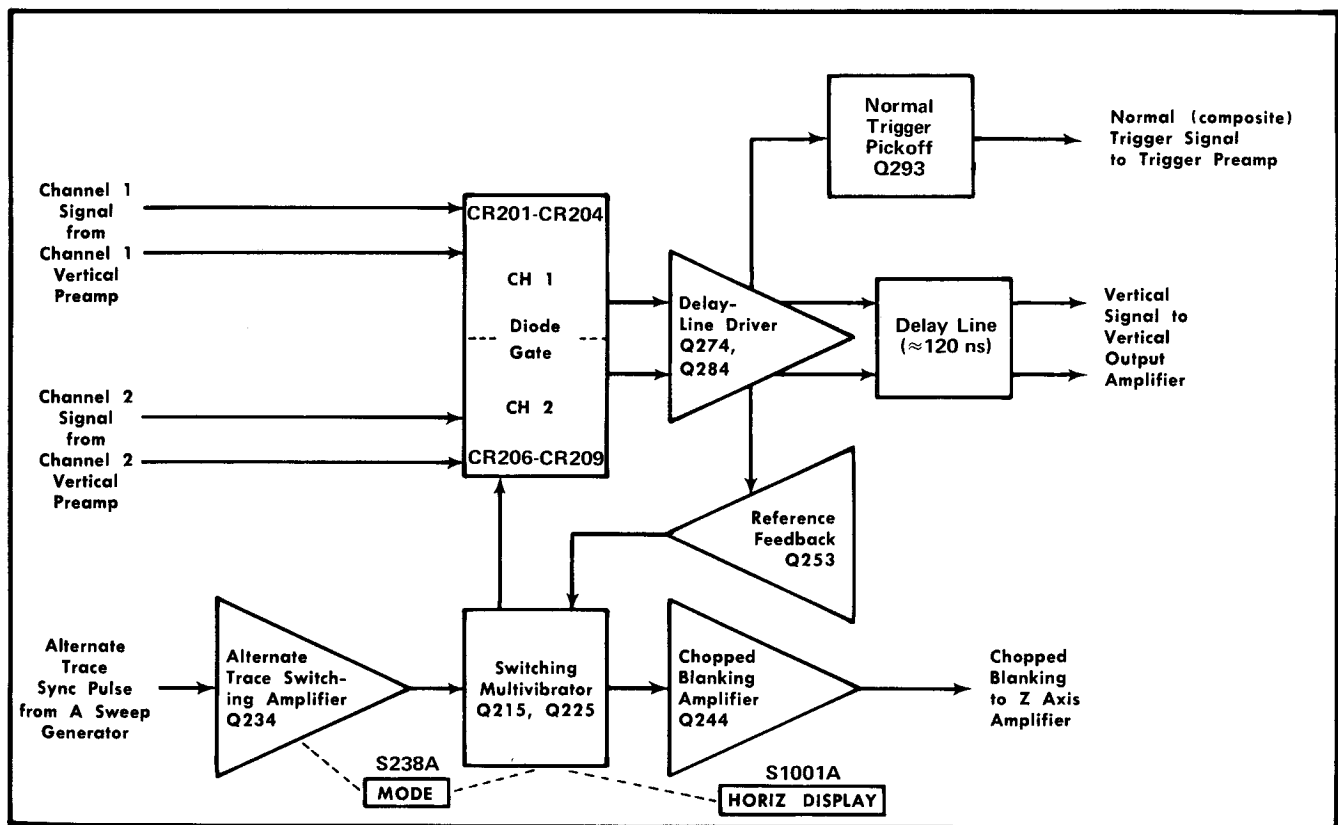 Normal
Trigger
Pickoff
Q293
Normal (composite)
Trigger Signal
to Trigger Preamp
Channel 1
Signal
from
Channel 1
Vertical
Preamp
CR201-CR204
CH 1
Diode
Gate
CH 2
CR206-CR209
Delay-
Line Driver
Q274,
Q284
Delay Line
(≈120 ns)
Vertical
Signal to
Vertical
Output
Amplifier
Channel 2
Signal
from
Channel 2
Vertical
Preamp
Reference
Feedback
Q253
Alternate
Trace
Sync Pulse
from A Sweep
Generator
Alternate
Trace Switch-
ing Amplifier
Q234
Switching
Multivibrator
Q215, Q225
Chopped
Blanking
Amplifier
Q244
Chopped
Blanking
to Z Axis
Amplifier
S238A
MODE
S1001A
HORIZ DISPLAY